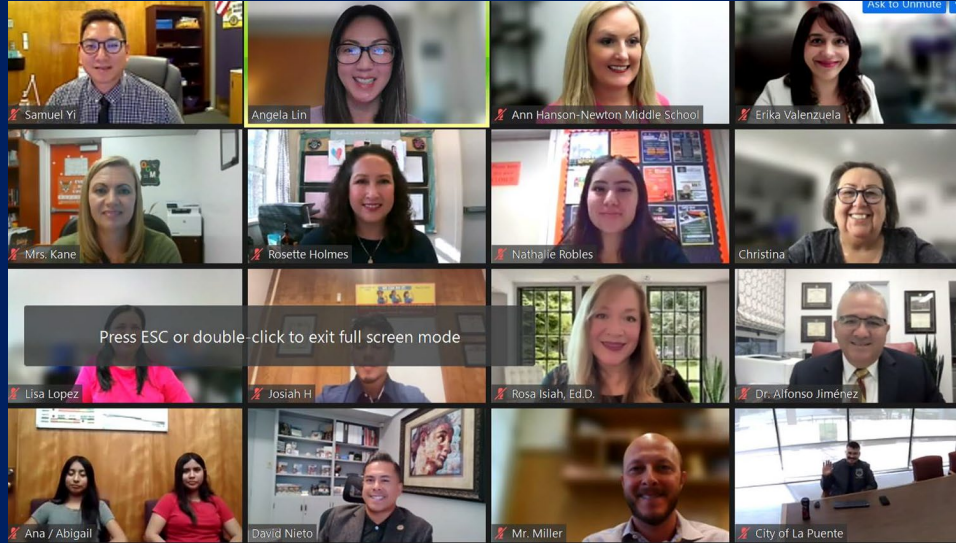 Ask to Unmute
Samuel Yi
Angela Lin
Ann Hanson-Newton Middle School
Erika Valenzuela
Mrs. Kane
Rosette Holmes
Nathalie Robles
Christina
Press ESC or double-click to exit full screen mode
Lisa Lopez
Josiah H
Rosa Isiah, Ed.D.
Dr. Alfonso Jiménez
Ana / Abigail
David Nieto
Mr. Miller
City of La Puente